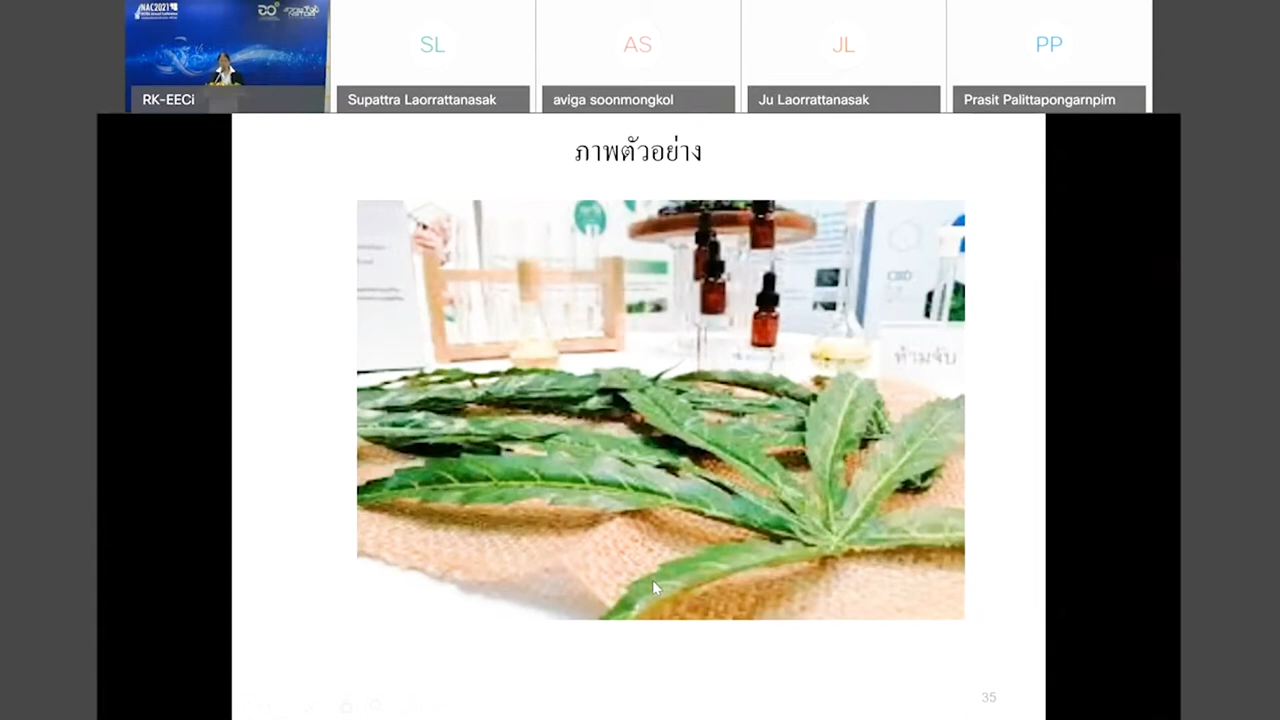 NAC2021
RK-EECi
SL
Supattra Laorrattanasak
AS
aviga soonmongkol
JL
Ju Laorrattanasak
PP
Prasit Palittapongarnpim
ภาพตัวอย่าง
CBD
ห้ามจับ
35